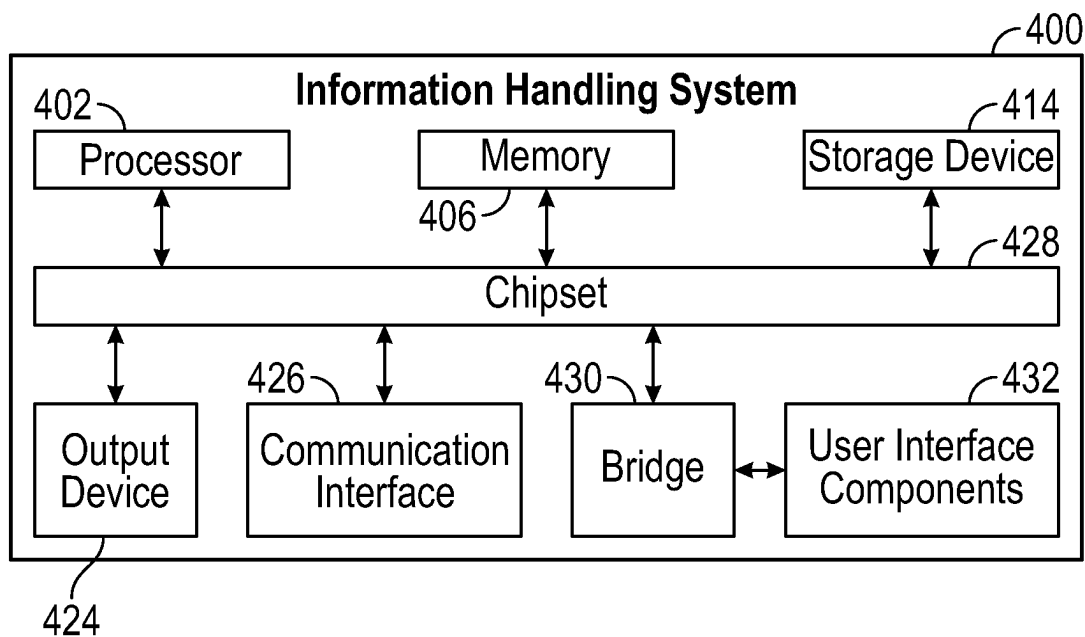 400
Information Handling System
402
414
Processor
Memory
Storage Device
406
428
Chipset
426
430
432
Output
Device
Communication
Interface
Bridge
User Interface
Components
424